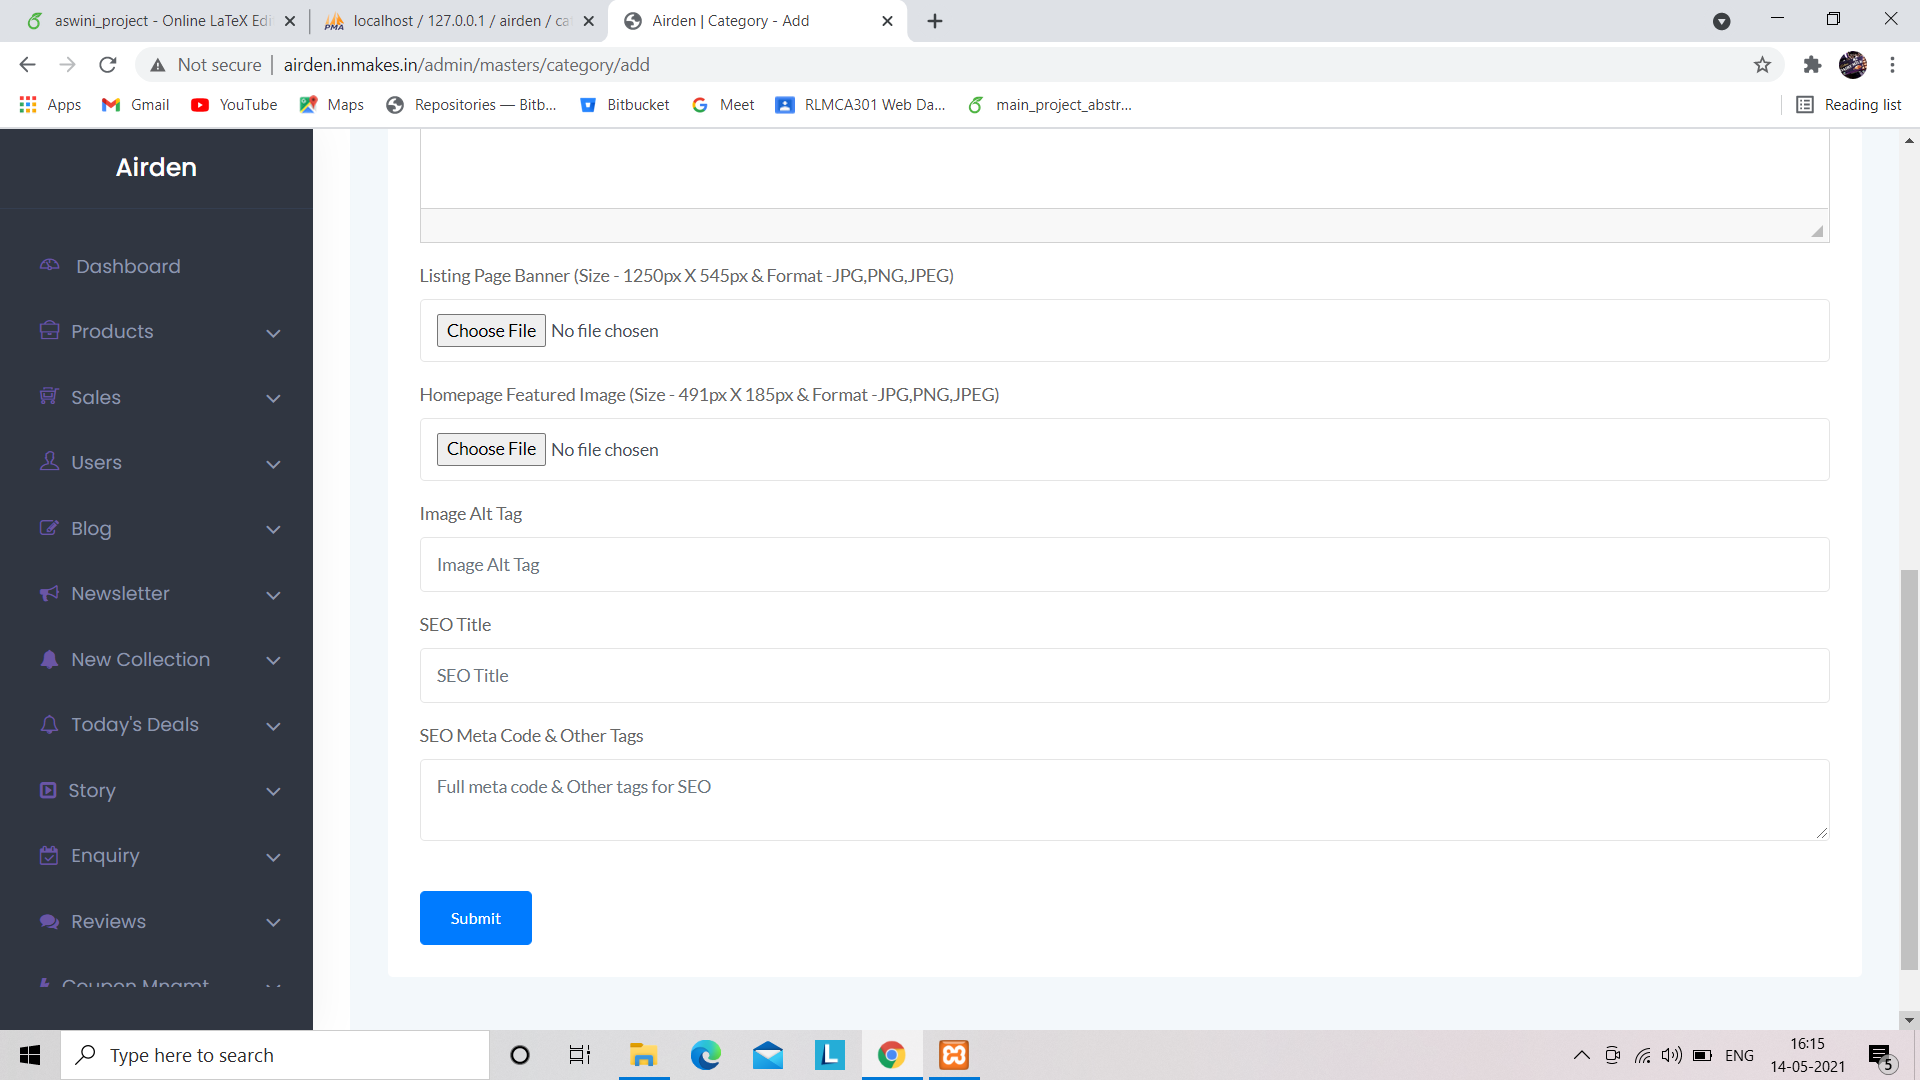 aswini_project - Online LaTeX Edi
localhost / 127.0.0.1 / airden / ca
Airden | Category - Add
Not secure
airden.inmakes.in/admin/masters/category/add
Apps
Gmail
YouTube
Maps
Repositories — Bitb...
Bitbucket
Meet
RLMCA301 Web Da...
main_project_abstr...
Reading list
Airden
Dashboard
Products
Sales
Users
Blog
Newsletter
New Collection
Today's Deals
Story
Enquiry
Reviews
Coupon Mngmt
Listing Page Banner (Size - 1250px X 545px & Format -JPG,PNG,JPEG)
Choose File No file chosen
Homepage Featured Image (Size - 491px X 185px & Format -JPG,PNG,JPEG)
Choose File No file chosen
Image Alt Tag
Image Alt Tag
SEO Title
SEO Title
SEO Meta Code & Other Tags
Full meta code & Other tags for SEO
Submit
Type here to search
ENG
16:15
14-05-2021
5